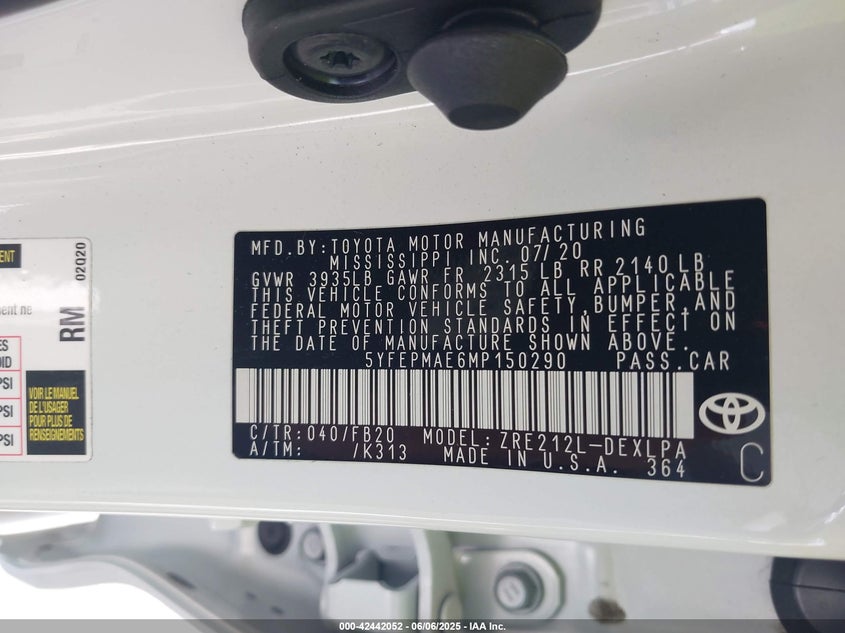 MFD. BY: TOYOTA MOTOR MANUFACTURING
MISSISSIPPI INC. 07/20
GVWR 3935LB GAWR FR 2315 LB RR 2140 LB
THIS VEHICLE CONFORMS TO ALL APPLICABLE
FEDERAL MOTOR VEHICLE SAFETY, BUMPER, AND
THEFT PREVENTION STANDARDS IN EFFECT ON
THE DATE OF MANUFACTURE SHOWN ABOVE.
5YFEPMAE6MP150290 PASS. CAR
C/TR: 040/FB20 MODEL: ZRE212L-DEXLPA
A/TM: /K313 MADE IN U.S.A. 364
C
RM
02Q20
VOIR LE MANUEL
DE L'USAGER
POUR PLUS DE
RENSEIGNEMENTS
PSI
PSI
PSI
000-42442052 - 06/06/2025 - IAA Inc.